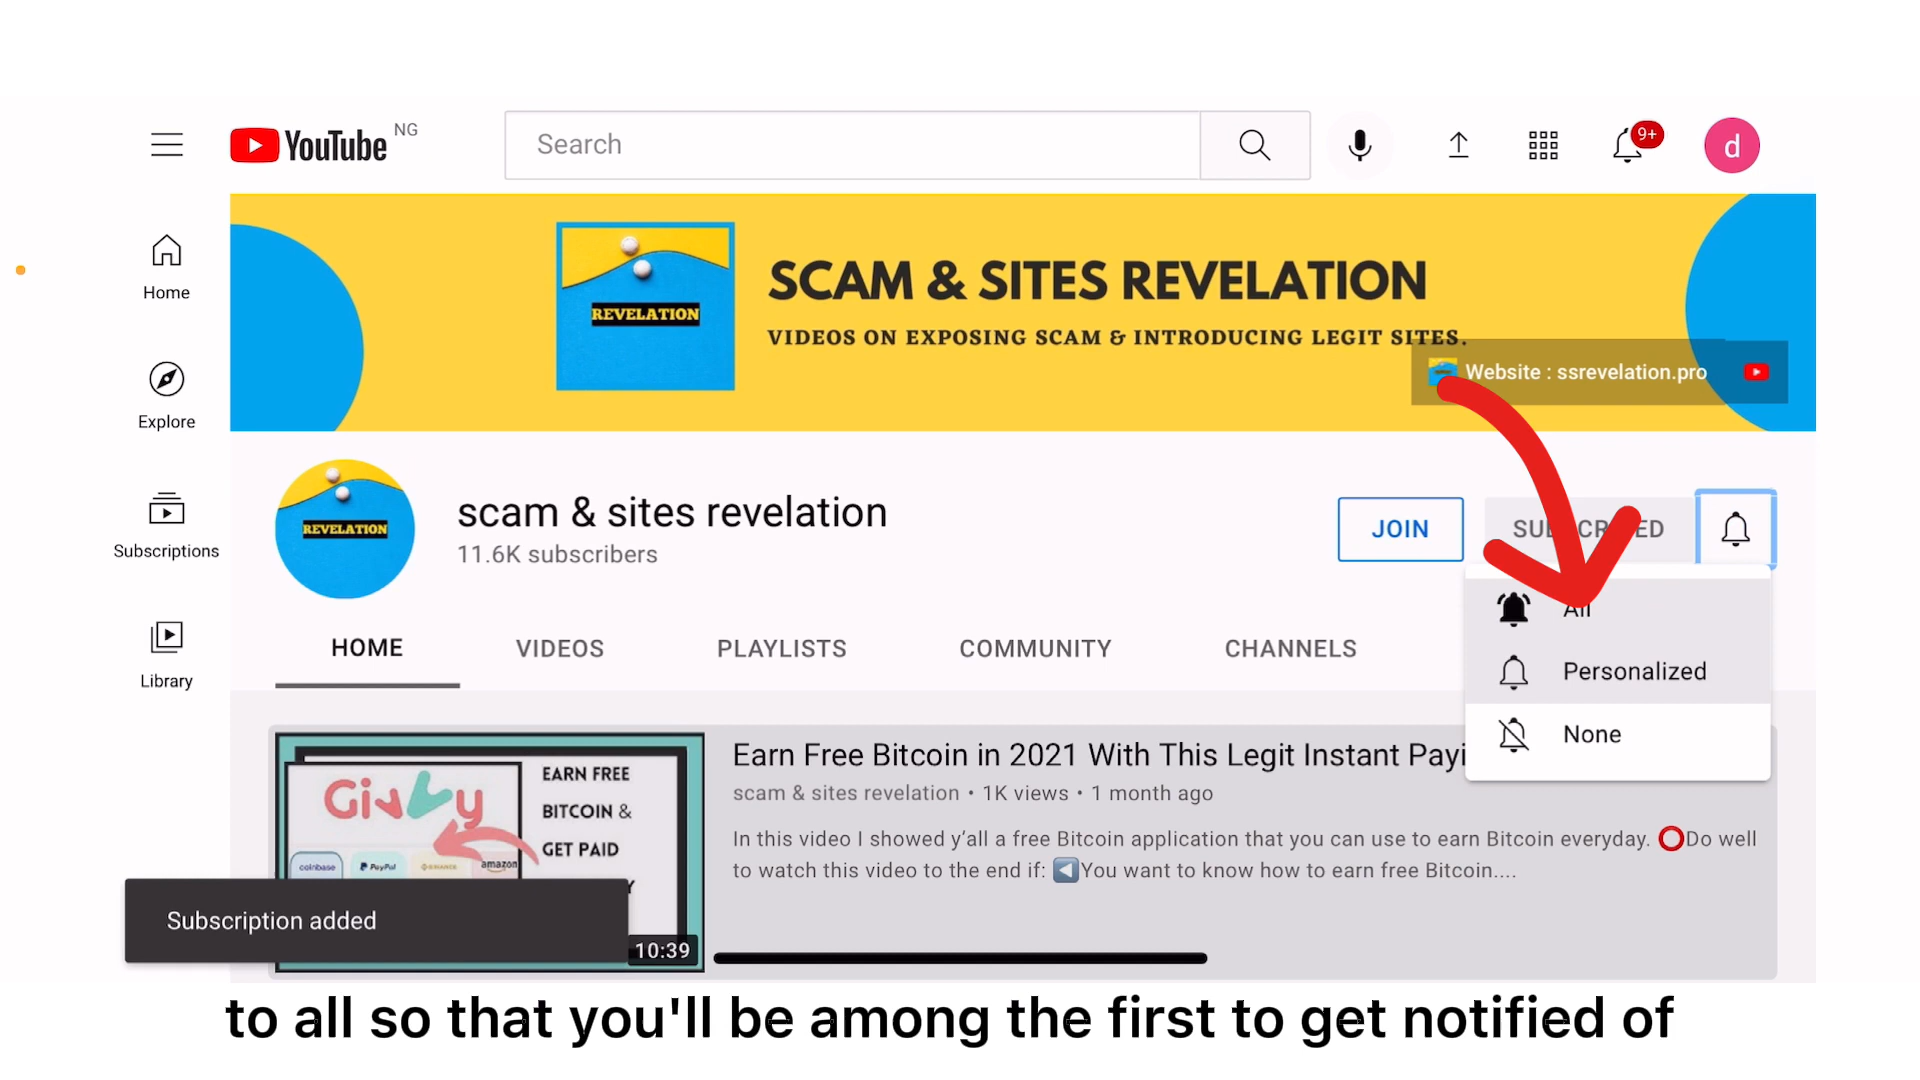 YouTube NG
Search
9+
d
Home
Explore
Subscriptions
Library
REVELATION
SCAM & SITES REVELATION
VIDEOS ON EXPOSING SCAM & INTRODUCING LEGIT SITES.
Website : ssrevelation.pro
REVELATION
scam & sites revelation
11.6K subscribers
JOIN
HOME
VIDEOS
PLAYLISTS
COMMUNITY
CHANNELS
All
Personalized
None
EARN FREE
BITCOIN &
GET PAID
coinbase
PayPal
BINANCE
amazon
10:39
Earn Free Bitcoin in 2021 With This Legit Instant Payi
scam & sites revelation • 1K views • 1 month ago
In this video I showed y'all a free Bitcoin application that you can use to earn Bitcoin everyday. ⭕Do well
to watch this video to the end if: ◀You want to know how to earn free Bitcoin....
Subscription added
to all so that you'll be among the first to get notified of